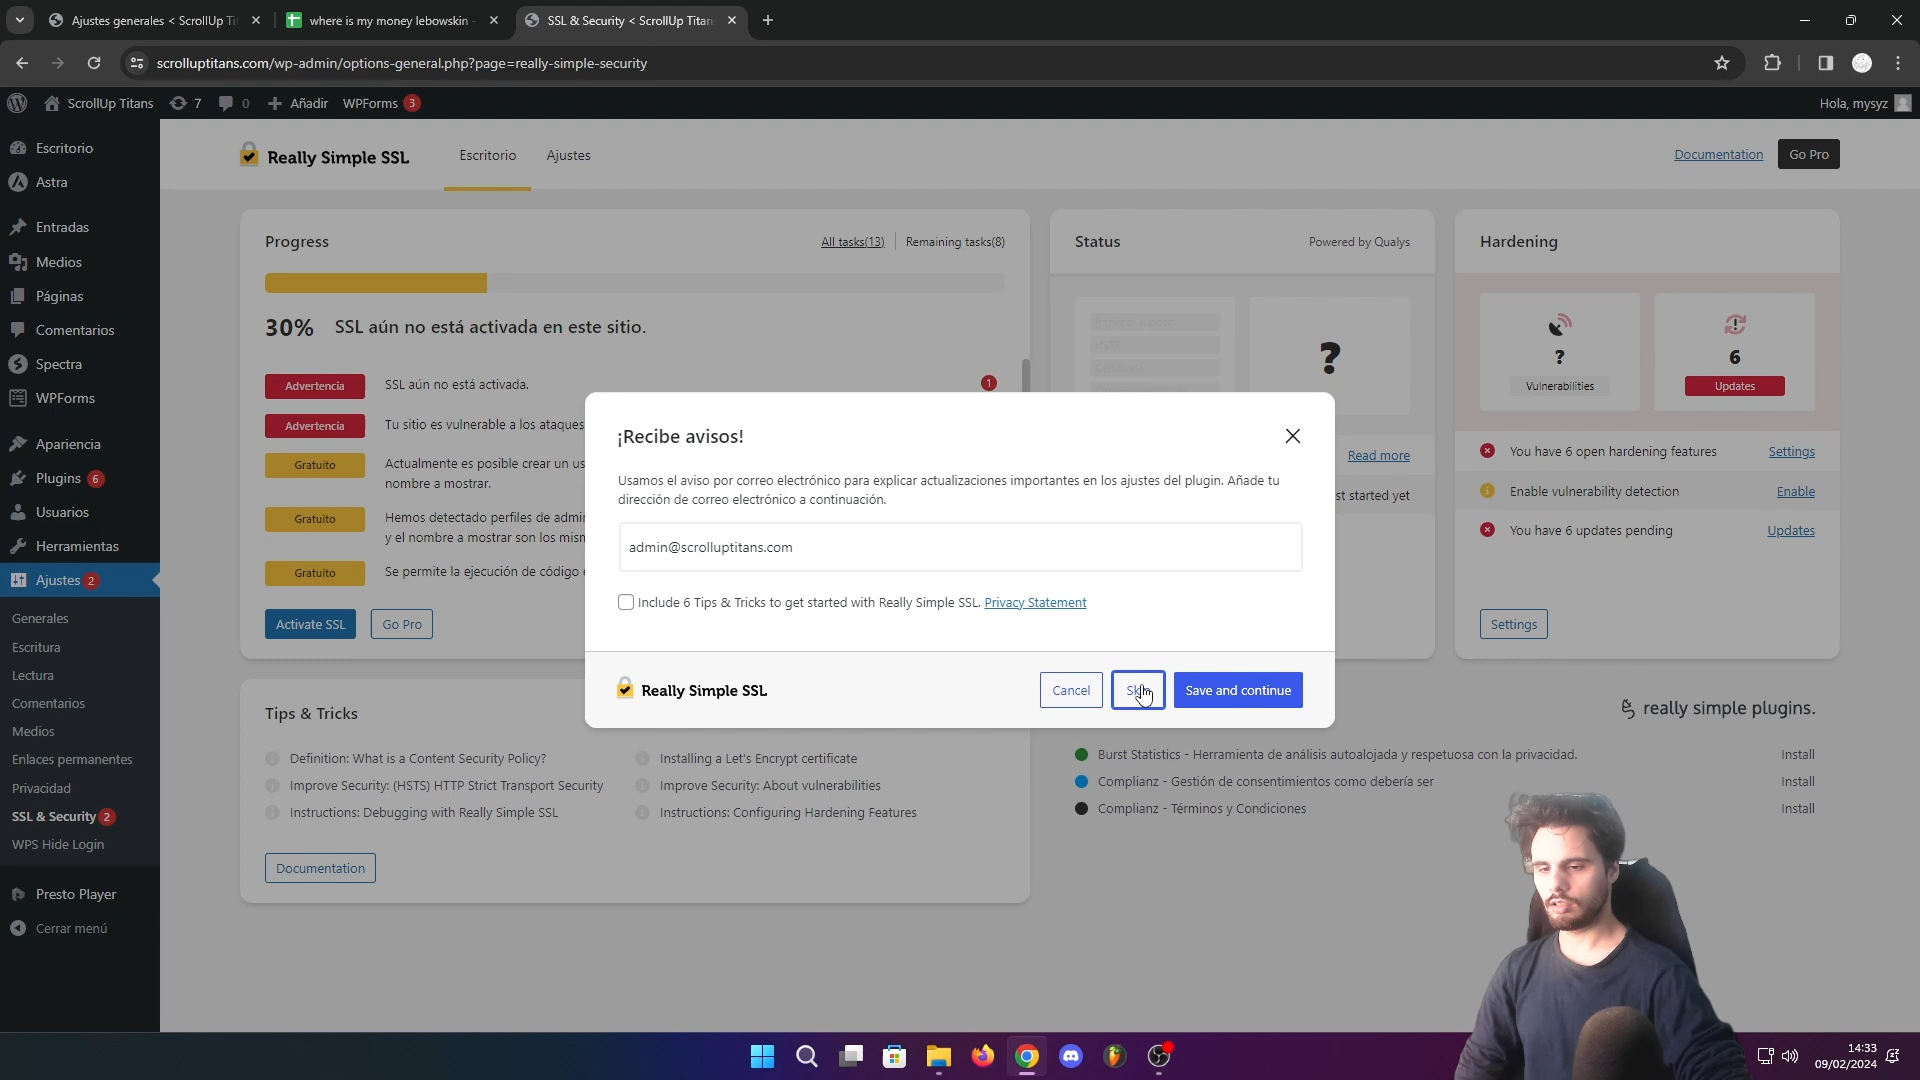 Ajustes generales < ScrollUp Ti
where is my money lebowskin -
SSL & Security < ScrollUp Titan
scrolluptitans.com/wp-admin/options-general.php?page=really-simple-security
ScrollUp Titans
7
0
Añadir
WPForms 3
Hola, mysyz
Escritorio
Astra
Entradas
Medios
Páginas
Comentarios
Spectra
WPForms
Apariencia
Plugins 6
Usuarios
Herramientas
Ajustes 2
Generales
Escritura
Lectura
Comentarios
Medios
Enlaces permanentes
Privacidad
SSL & Security 2
WPS Hide Login
Presto Player
Cerrar menú
Really Simple SSL
Escritorio
Ajustes
Documentation
Go Pro
Progress
All tasks(13)
Remaining tasks(8)
30% SSL aún no está activada en este sitio.
Advertencia SSL aún no está activada. 1
Advertencia Tu sitio es vulnerable a los ataques
Gratuito Actualmente es posible crear un us
nombre a mostrar.
Gratuito Hemos detectado perfiles de admi
y el nombre a mostrar son los mis
Gratuito Se permite la ejecución de código
Activate SSL
Go Pro
Status
Powered by Qualys
?
Read more
st started yet
Hardening
?
Vulnerabilities
6
Updates
You have 6 open hardening features Settings
Enable vulnerability detection Enable
You have 6 updates pending Updates
Settings
¡Recibe avisos!
Usamos el aviso por correo electrónico para explicar actualizaciones importantes en los ajustes del plugin. Añade tu
dirección de correo electrónico a continuación.
admin@scrolluptitans.com
Include 6 Tips & Tricks to get started with Really Simple SSL. Privacy Statement
Really Simple SSL
Cancel
Save and continue
Tips & Tricks
Definition: What is a Content Security Policy?
Installing a Let's Encrypt certificate
Improve Security: (HSTS) HTTP Strict Transport Security
Improve Security: About vulnerabilities
Instructions: Debugging with Really Simple SSL
Instructions: Configuring Hardening Features
Documentation
really simple plugins.
Burst Statistics - Herramienta de análisis autoalojada y respetuosa con la privacidad. Install
Complianz - Gestión de consentimientos como debería ser Install
Complianz - Términos y Condiciones Install
14:33
09/02/2024